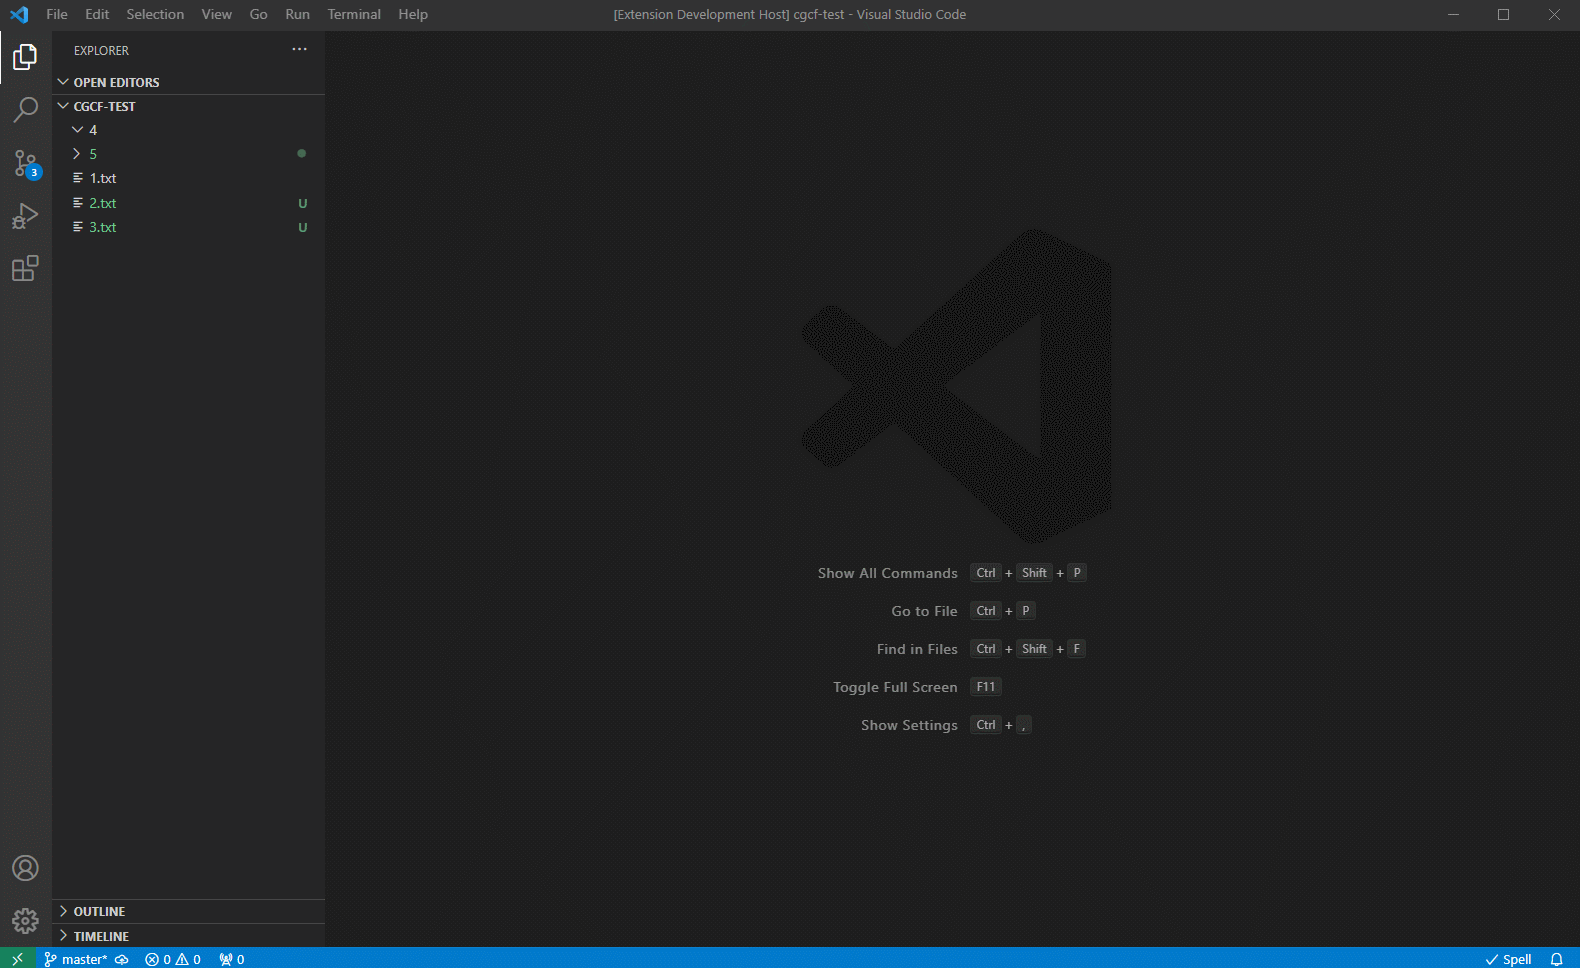 File Edit Selection View Go Run Terminal Help [Extension Development Host] cgcf-test - Visual Studio Code
EXPLORER ···
OPEN EDITORS
CGCF-TEST
4
5
1.txt
2.txt U
3.txt U
3
Show All Commands Ctrl + Shift + P
Go to File Ctrl + P
Find in Files Ctrl + Shift + F
Toggle Full Screen F11
Show Settings Ctrl + ,
OUTLINE
TIMELINE
master* 0 0 0 Spell